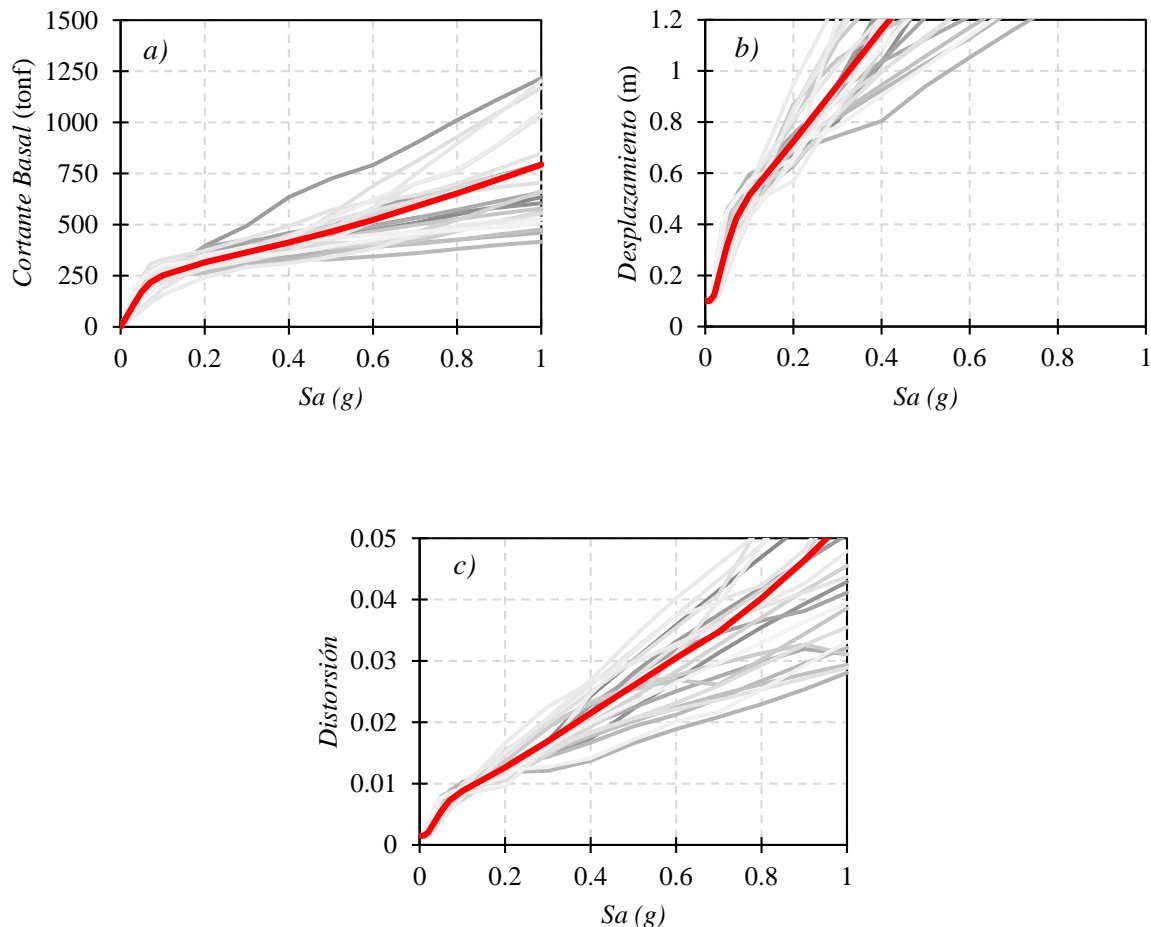 1500
1250
1000
750
500
250
0
Cortante Basal (tonf)
a)
0 0.2 0.4 0.6 0.8 1
Sa (g)
1.2
1
0.8
0.6
0.4
0.2
0
Desplazamiento (m)
b)
0 0.2 0.4 0.6 0.8 1
Sa (g)
0.05
0.04
0.03
0.02
0.01
0
Distorsión
c)
0 0.2 0.4 0.6 0.8 1
Sa (g)